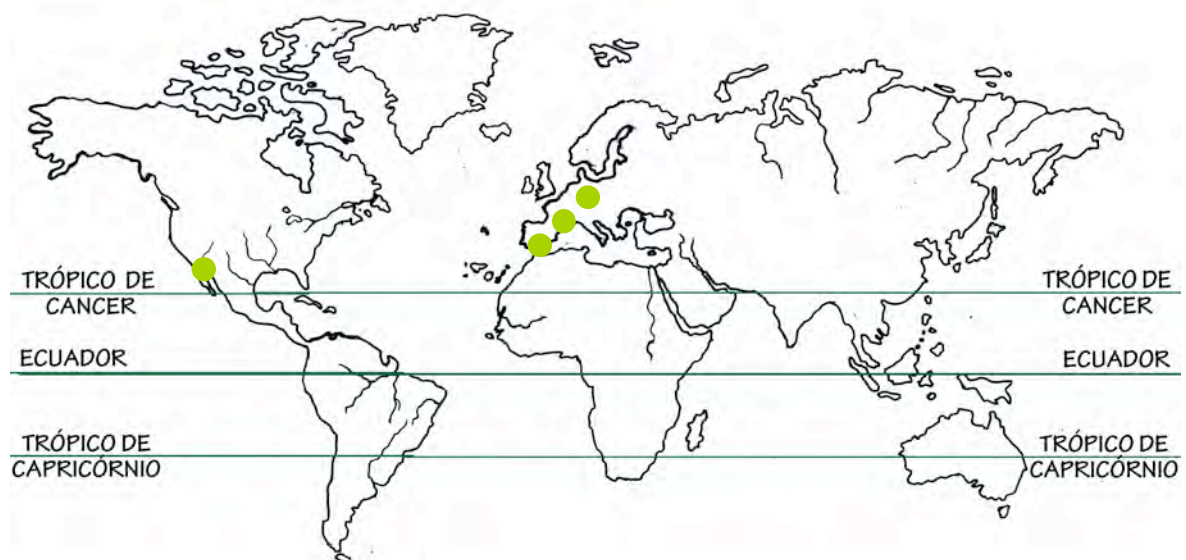 TRÓPICO DE
CANCER
ECUADOR
TRÓPICO DE
CAPRICÓRNIO
TRÓPICO DE
CANCER
ECUADOR
TRÓPICO DE
CAPRICÓRNIO